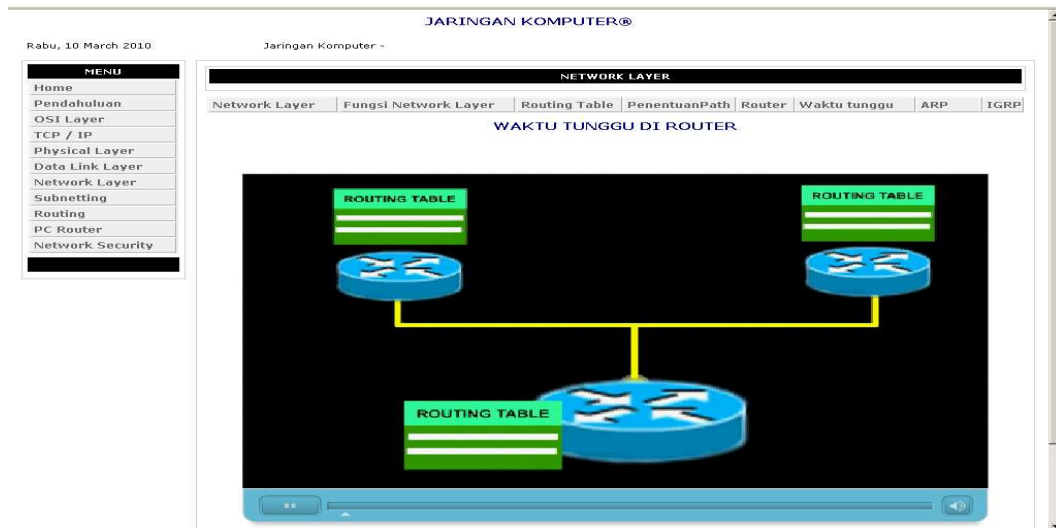 JARINGAN KOMPUTER®
Rabu, 10 March 2010
Jaringan Komputer -
MENU
Home
Pendahuluan
OSI Layer
TCP / IP
Physical Layer
Data Link Layer
Network Layer
Subnetting
Routing
PC Router
Network Security
NETWORK LAYER
Network Layer Fungsi Network Layer Routing Table PenentuanPath Router Waktu tunggu ARP IGRP
WAKTU TUNGGU DI ROUTER
ROUTING TABLE
ROUTING TABLE
ROUTING TABLE